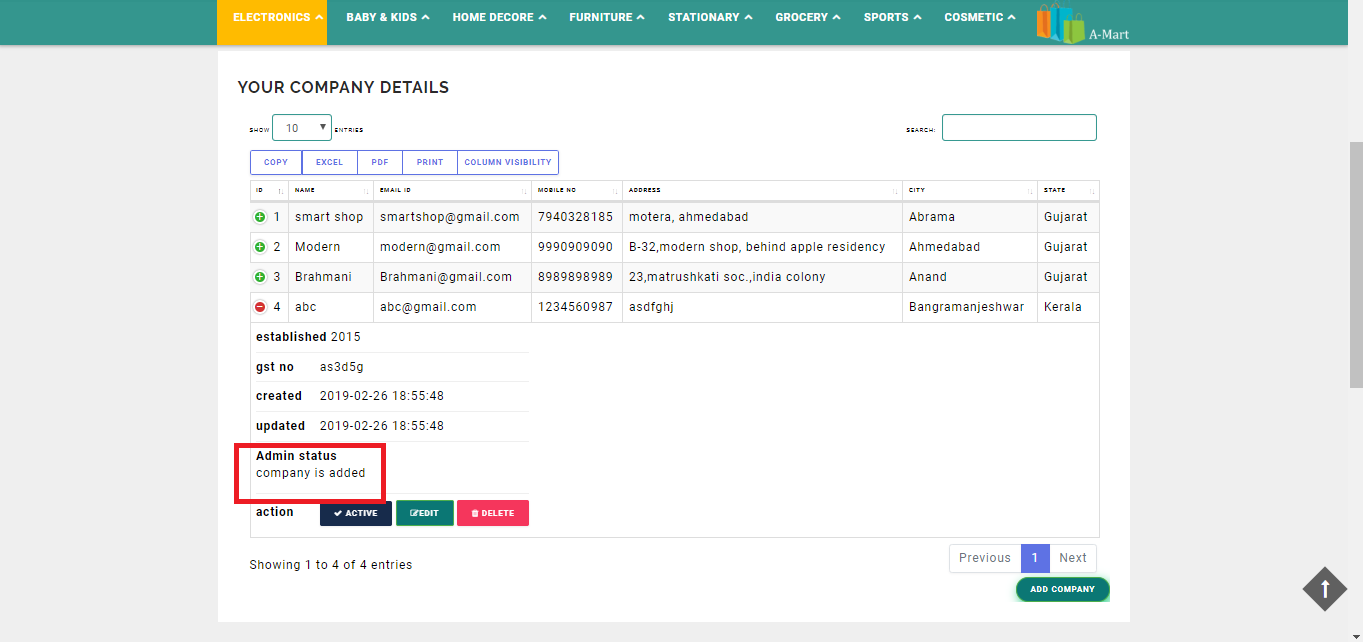 ELECTRONICS BABY & KIDS HOME DECORE FURNITURE STATIONARY GROCERY SPORTS COSMETIC A-Mart
YOUR COMPANY DETAILS
SHOW 10 ENTRIES SEARCH:
COPY EXCEL PDF PRINT COLUMN VISIBILITY
ID NAME EMAIL ID MOBILE NO ADDRESS CITY STATE
1 smart shop smartshop@gmail.com 7940328185 motera, ahmedabad Abrama Gujarat
2 Modern modern@gmail.com 9990909090 B-32,modern shop, behind apple residency Ahmedabad Gujarat
3 Brahmani Brahmani@gmail.com 8989898989 23,matrushkati soc.,india colony Anand Gujarat
4 abc abc@gmail.com 1234560987 asdfghj Bangramanjeshwar Kerala
established 2015
gst no as3d5g
created 2019-02-26 18:55:48
updated 2019-02-26 18:55:48
Admin status
company is added
action ACTIVE EDIT DELETE
Previous 1 Next
Showing 1 to 4 of 4 entries
ADD COMPANY